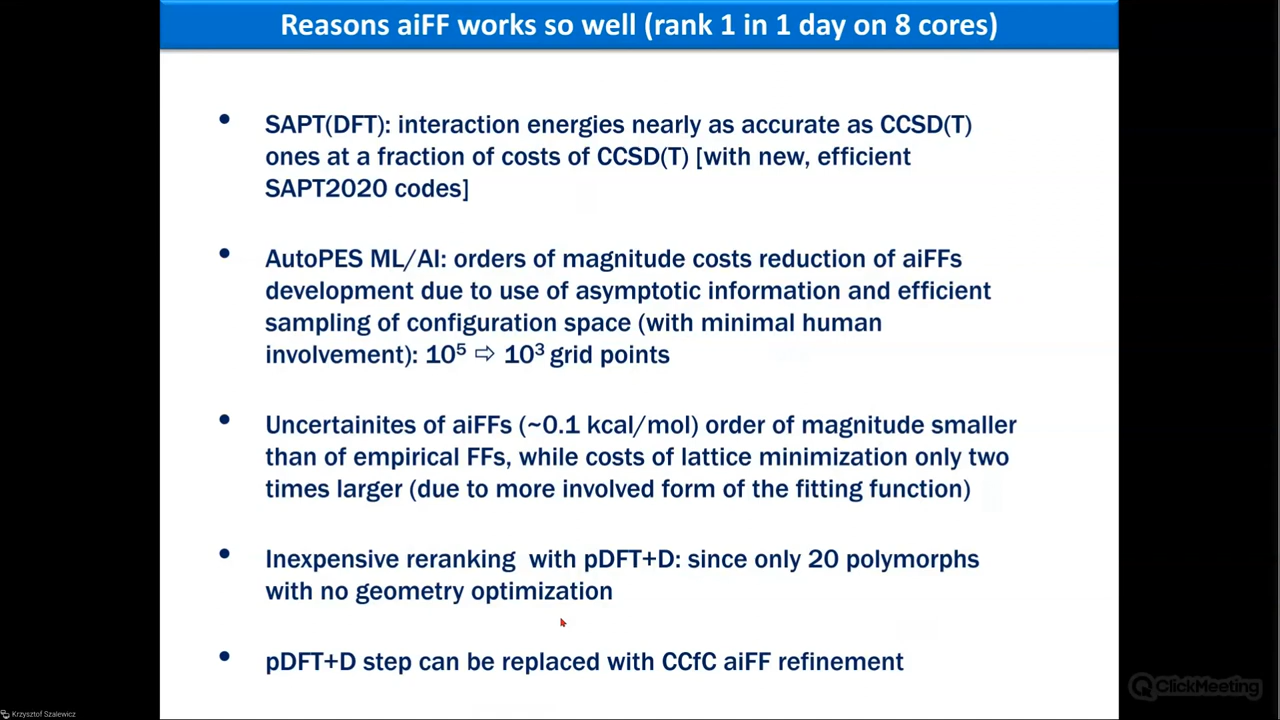 Reasons aiFF works so well (rank 1 in 1 day on 8 cores)
• SAPT(DFT): interaction energies nearly as accurate as CCSD(T)
ones at a fraction of costs of CCSD(T) [with new, efficient
SAPT2020 codes]
• AutoPES ML/AI: orders of magnitude costs reduction of aiFFs
development due to use of asymptotic information and efficient
sampling of configuration space (with minimal human
involvement): 10⁵ ⇨ 10³ grid points
• Uncertainites of aiFFs (~0.1 kcal/mol) order of magnitude smaller
than of empirical FFs, while costs of lattice minimization only two
times larger (due to more involved form of the fitting function)
• Inexpensive reranking with pDFT+D: since only 20 polymorphs
with no geometry optimization
• pDFT+D step can be replaced with CCfC aiFF refinement
ClickMeeting
Krzysztof Szalewicz